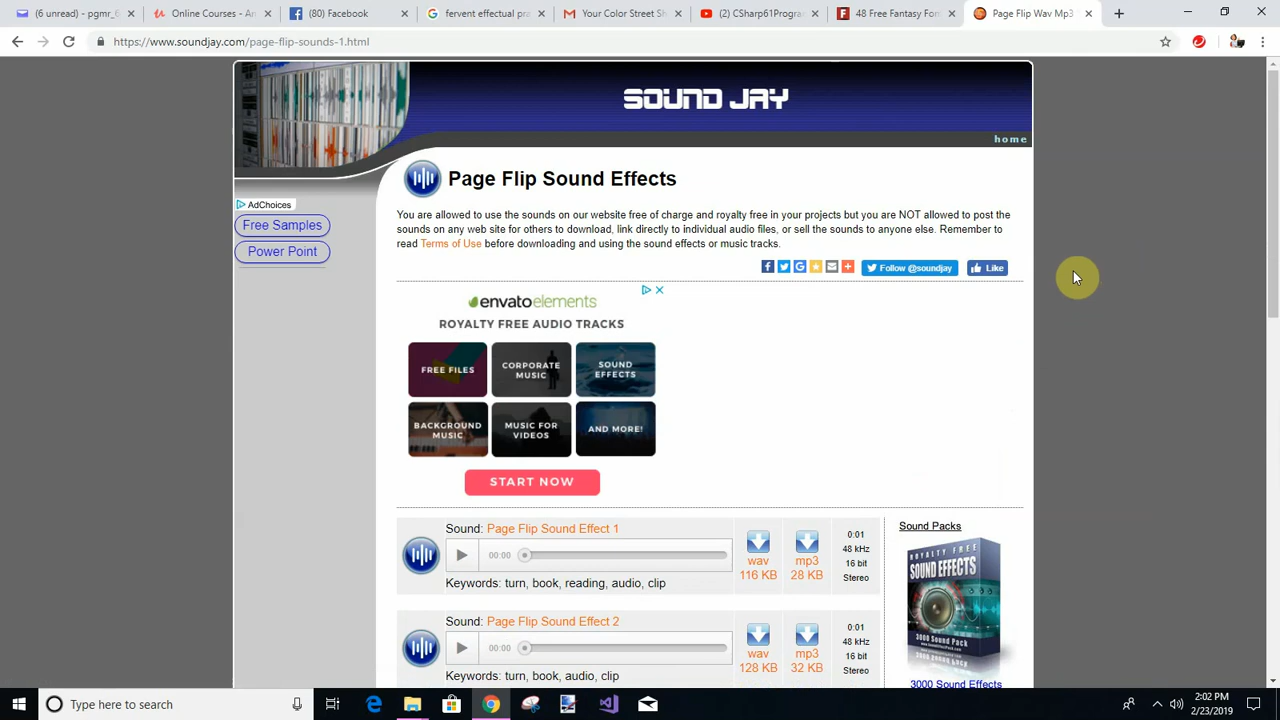 (6 unread) - pgmr_6
Online Courses - An
(80) Facebook
fervent effectual pra
Your Color Street Sh
(2) CSharp61Progra
48 Free Fantasy Fon
Page Flip Wav Mp3
https://www.soundjay.com/page-flip-sounds-1.html
SOUND JAY
home
Page Flip Sound Effects
AdChoices
Free Samples
Power Point
You are allowed to use the sounds on our website free of charge and royalty free in your projects but you are NOT allowed to post the
sounds on any web site for others to download, link directly to individual audio files, or sell the sounds to anyone else. Remember to
read Terms of Use before downloading and using the sound effects or music tracks.
Follow @soundjay
Like
envatoelements
ROYALTY FREE AUDIO TRACKS
FREE FILES
CORPORATE
MUSIC
SOUND
EFFECTS
BACKGROUND
MUSIC
MUSIC FOR
VIDEOS
AND MORE!
START NOW
Sound: Page Flip Sound Effect 1
00:00
Keywords: turn, book, reading, audio, clip
wav
116 KB
mp3
28 KB
0:01
48 kHz
16 bit
Stereo
Sound: Page Flip Sound Effect 2
00:00
Keywords: turn, book, audio, clip
wav
128 KB
mp3
32 KB
0:01
48 kHz
16 bit
Stereo
Sound Packs
ROYALTY FREE
SOUND EFFECTS
3000 Sound Pack
3000 Sound Effects
Type here to search
2:02 PM
2/23/2019